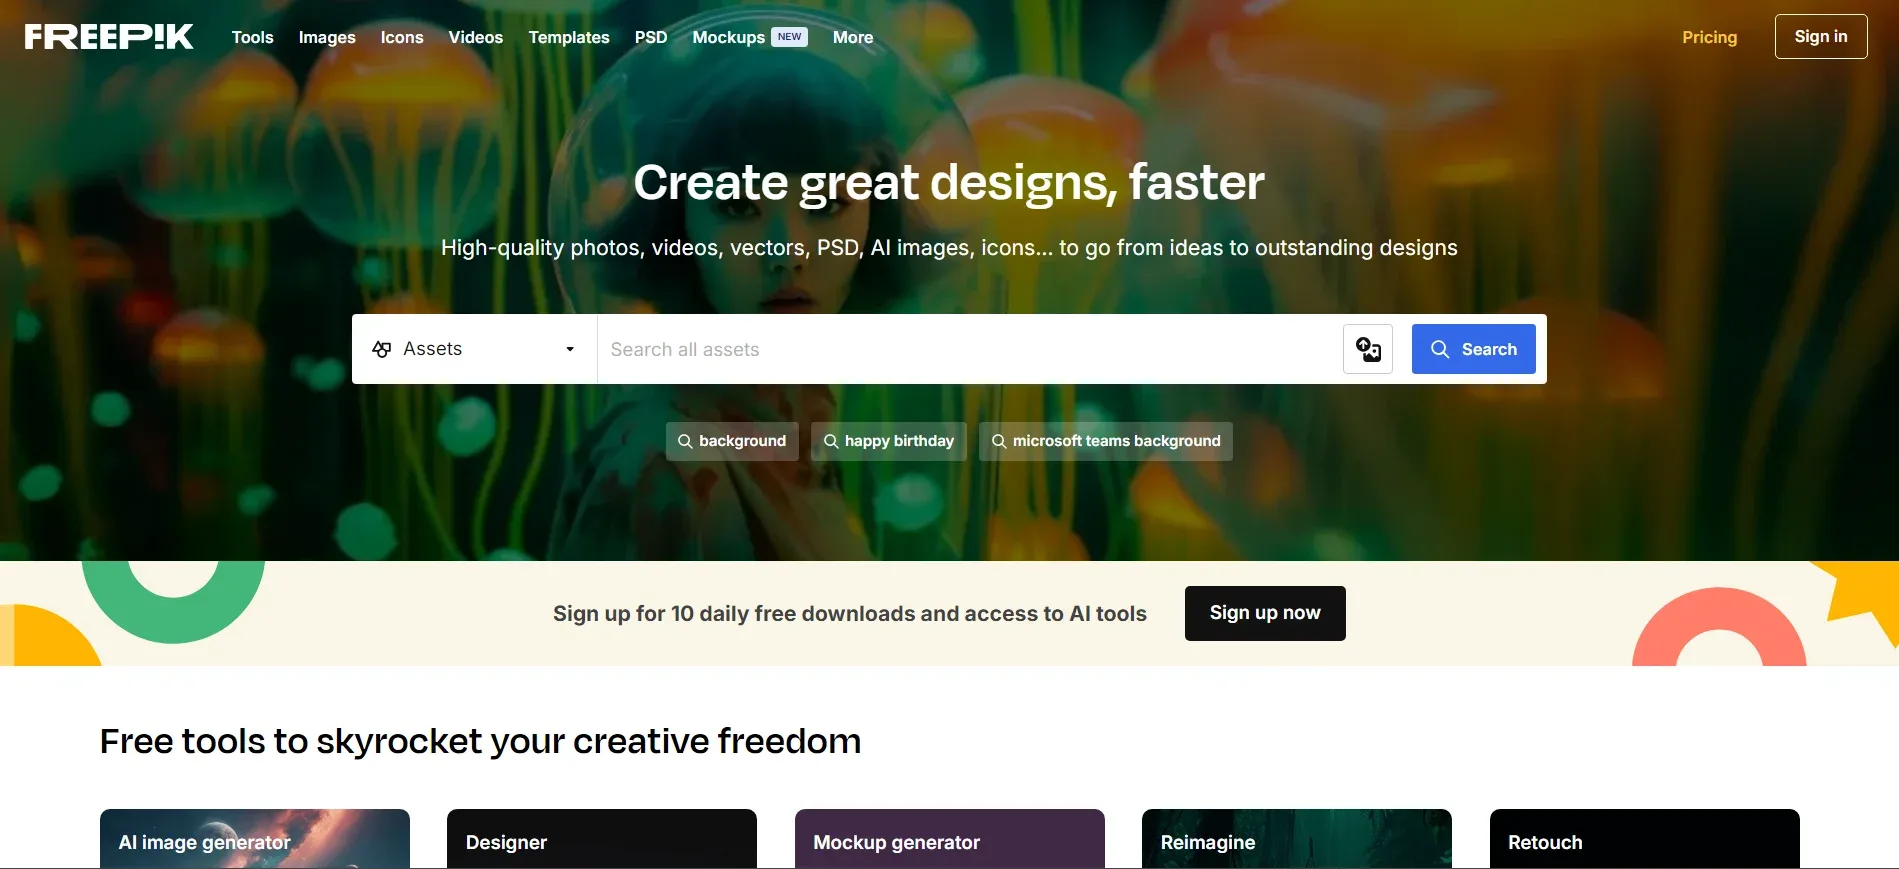 FREEP!K
Tools Images Icons Videos Templates PSD Mockups NEW More
Pricing Sign in
Create great designs, faster
High-quality photos, videos, vectors, PSD, AI images, icons... to go from ideas to outstanding designs
Assets Search all assets Search
background happy birthday microsoft teams background
Sign up for 10 daily free downloads and access to AI tools Sign up now
Free tools to skyrocket your creative freedom
AI image generator Designer Mockup generator Reimagine Retouch